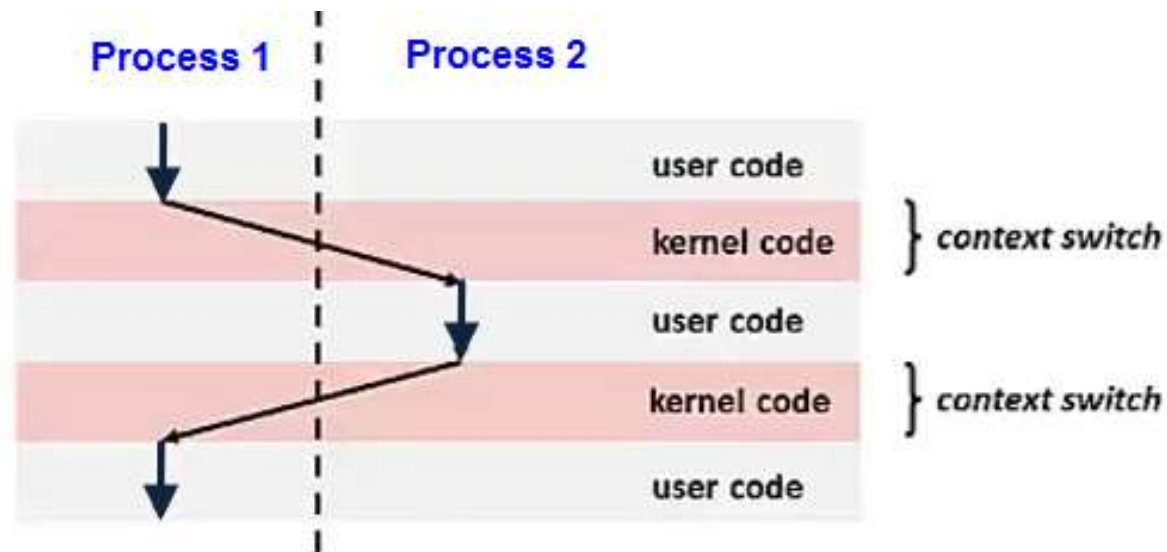 Process 1
Process 2
user code
kernel code
context switch
user code
kernel code
context switch
user code